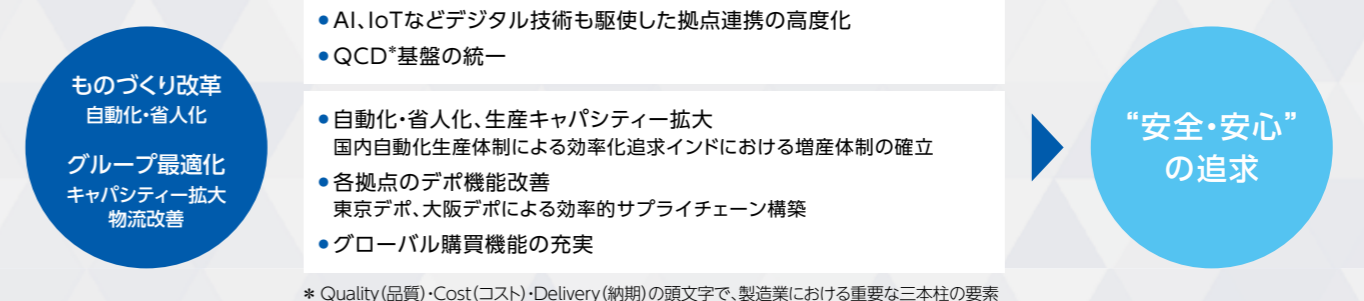 ものづくり改革
自動化・省人化
グループ最適化
キャパシティー拡大
物流改善
●AI、IoTなどデジタル技術も駆使した拠点連携の高度化
●QCD*基盤の統一
●自動化・省人化、生産キャパシティー拡大
国内自動化生産体制による効率化追求インドにおける増産体制の確立
●各拠点のデポ機能改善
東京デポ、大阪デポによる効率的サプライチェーン構築
●グローバル購買機能の充実
“安全・安心”
の追求
* Quality(品質)・Cost(コスト)・Delivery(納期)の頭文字で、製造業における重要な三本柱の要素